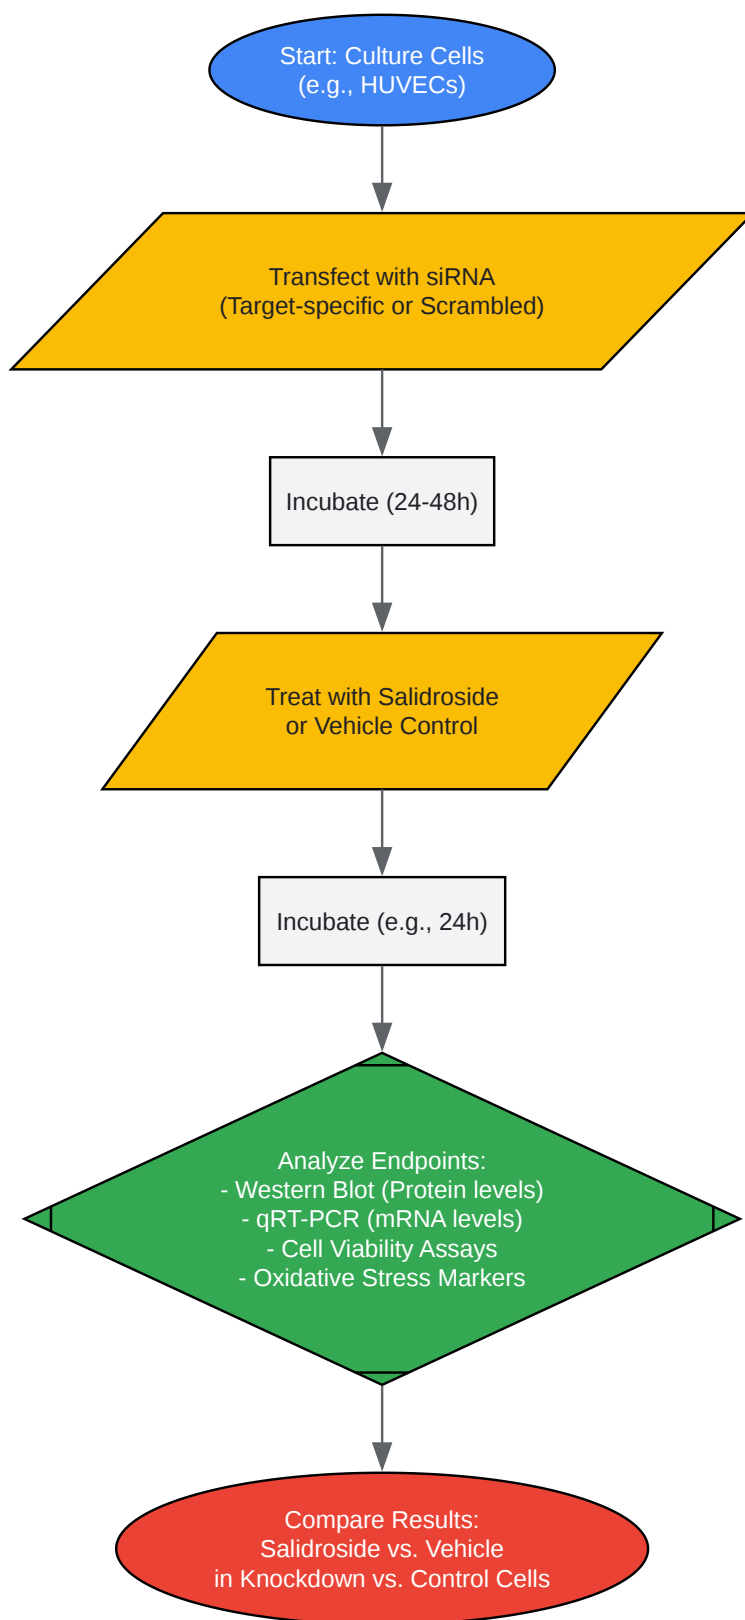 Start: Culture Cells
(e.g., HUVECs)
Transfect with siRNA
(Target-specific or Scrambled)
Incubate (24-48h)
Treat with Salidroside
or Vehicle Control
Incubate (e.g., 24h)
Analyze Endpoints:
- Western Blot (Protein levels)
- qRT-PCR (mRNA levels)
- Cell Viability Assays
- Oxidative Stress Markers
Compare Results:
Salidroside vs. Vehicle
in Knockdown vs. Control Cells